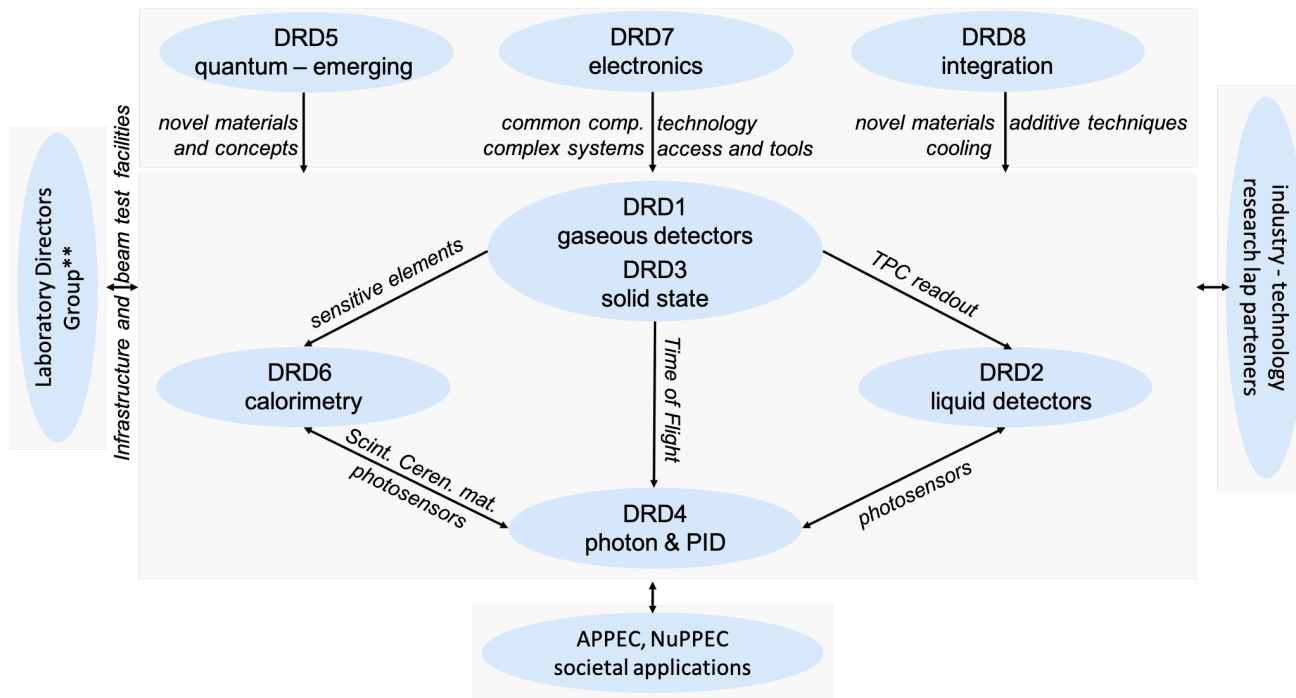 DRD5
quantum – emerging
DRD7
electronics
DRD8
integration
novel materials
and concepts
common comp.
complex systems
technology
access and tools
novel materials
cooling
additive techniques
Laboratory Directors
Group**
Infrastructure and beam test facilities
DRD1
gaseous detectors
DRD3
solid state
sensitive elements
TPC readout
Time of Flight
DRD6
calorimetry
DRD2
liquid detectors
Scint. Ceren. mat.
photosensors
photosensors
DRD4
photon & PID
industry - technology
research lap parteners
APPEC, NuPPEC
societal applications